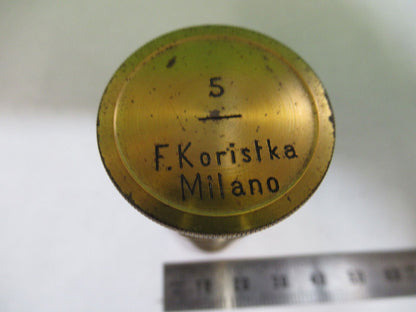 5
F. Koristka
Milano